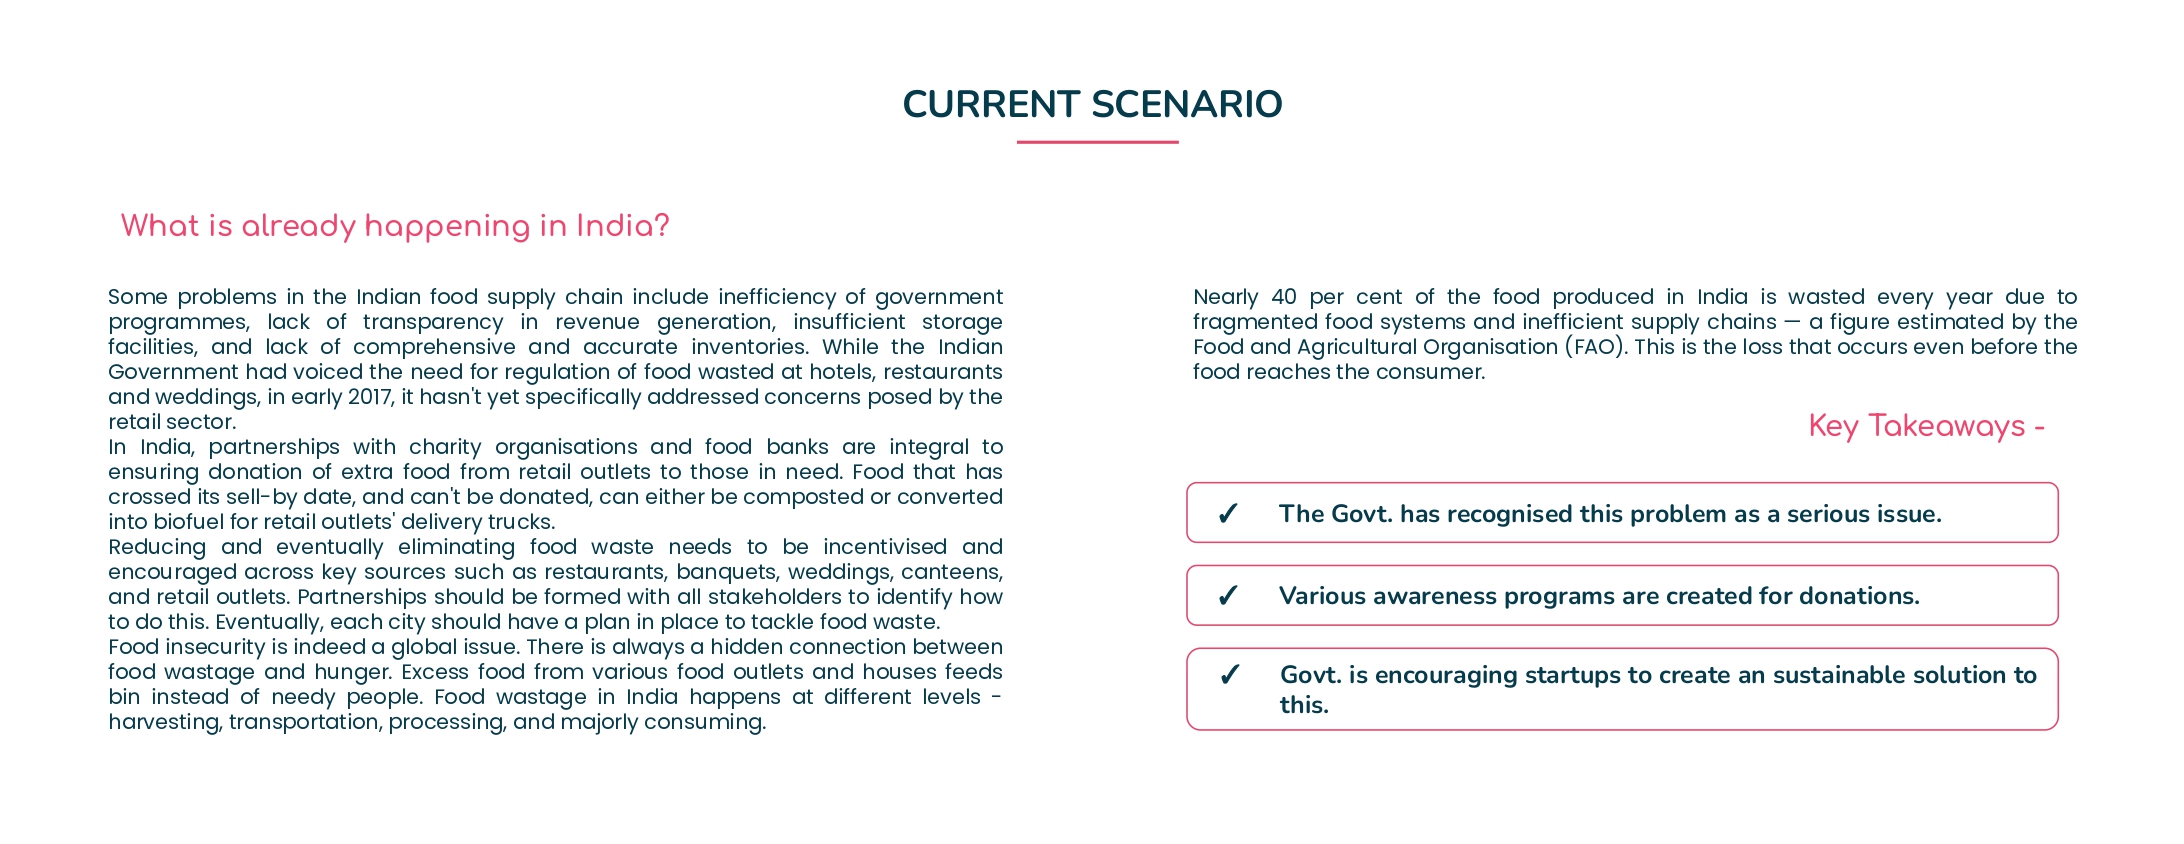 CURRENT SCENARIO
What is already happening in India?
Some problems in the Indian food supply chain include inefficiency of government
programmes, lack of transparency in revenue generation, insufficient storage
facilities, and lack of comprehensive and accurate inventories. While the Indian
Government had voiced the need for regulation of food wasted at hotels, restaurants
and weddings, in early 2017, it hasn't yet specifically addressed concerns posed by the
retail sector.
In India, partnerships with charity organisations and food banks are integral to
ensuring donation of extra food from retail outlets to those in need. Food that has
crossed its sell-by date, and can't be donated, can either be composted or converted
into biofuel for retail outlets' delivery trucks.
Reducing and eventually eliminating food waste needs to be incentivised and
encouraged across key sources such as restaurants, banquets, weddings, canteens,
and retail outlets. Partnerships should be formed with all stakeholders to identify how
to do this. Eventually, each city should have a plan in place to tackle food waste.
Food insecurity is indeed a global issue. There is always a hidden connection between
food wastage and hunger. Excess food from various food outlets and houses feeds
bin instead of needy people. Food wastage in India happens at different levels -
harvesting, transportation, processing, and majorly consuming.
Nearly 40 per cent of the food produced in India is wasted every year due to
fragmented food systems and inefficient supply chains — a figure estimated by the
Food and Agricultural Organisation (FAO). This is the loss that occurs even before the
food reaches the consumer.
Key Takeaways -
✓ The Govt. has recognised this problem as a serious issue.
✓ Various awareness programs are created for donations.
✓ Govt. is encouraging startups to create an sustainable solution to
this.